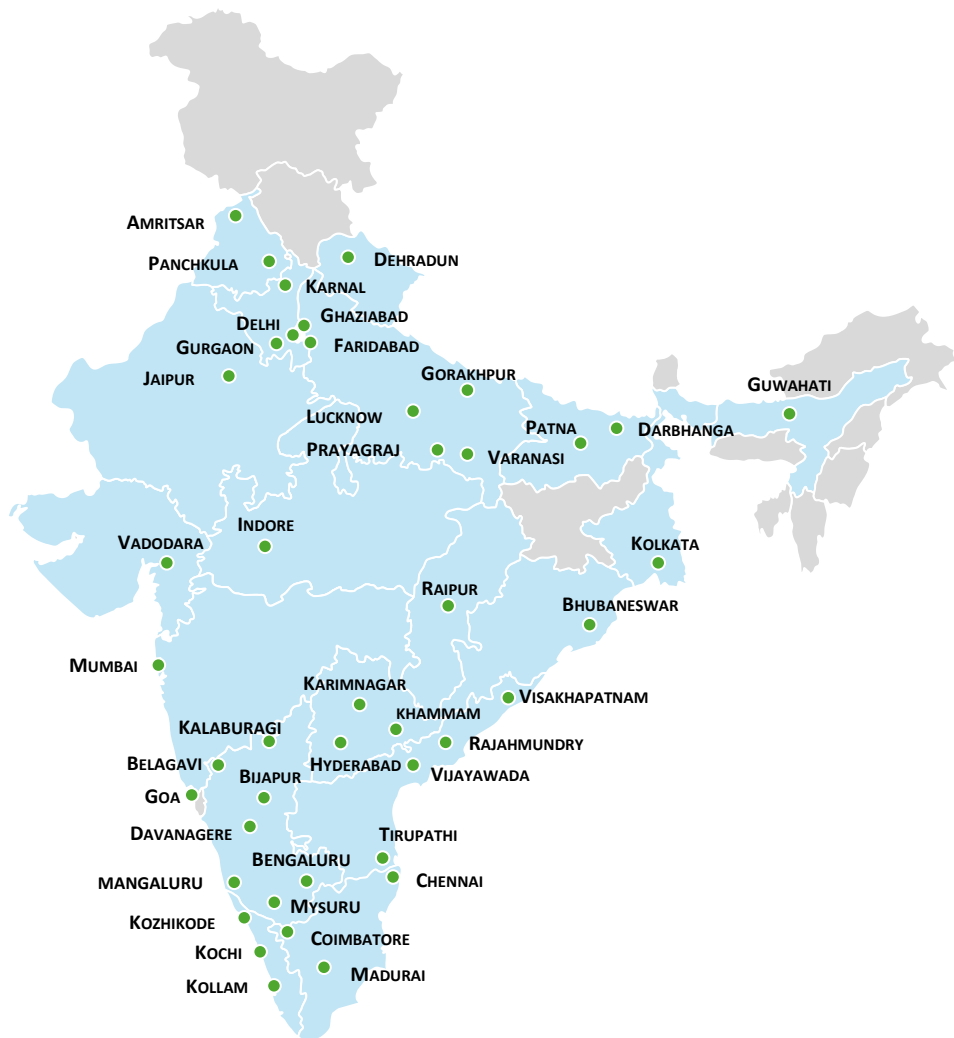 Amritsar
Panchkula
Dehradun
Karnal
Ghaziabad
Delhi
Faridabad
Gurgaon
Jaipur
Gorakhpur
Guwahati
Lucknow
Patna
Darbhanga
Prayagraj
Varanasi
Indore
Vadodara
Kolkata
Raipur
Bhubaneswar
Mumbai
Karimnagar
Visakhapatnam
khammam
Kalaburagi
Rajahmundry
Belagavi
Hyderabad
Vijayawada
Bijapur
Goa
Davanagere
Tirupathi
Bengaluru
Chennai
mangaluru
Mysuru
Kozhikode
Coimbatore
Kochi
Madurai
Kollam